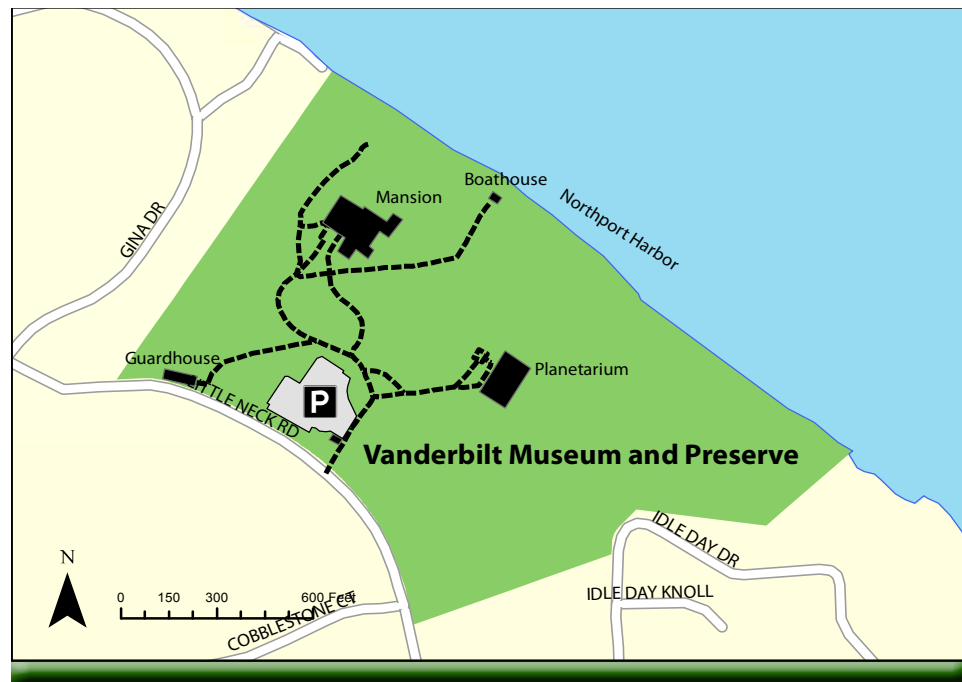 Boathouse
Mansion
Northport Harbor
GINA DR
Guardhouse
Planetarium
LITTLE NECK RD
P
Vanderbilt Museum and Preserve
IDLE DAY DR
N
IDLE DAY KNOLL
0 150 300 600 Feet
COBBLESTONE CT